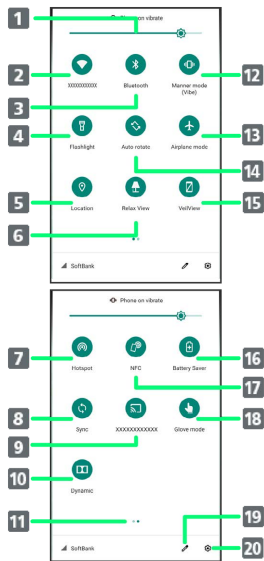 1
Phone on vibrate
2
12
XXXXXXXXXXXX
Bluetooth
Manner mode
(Vibe)
3
4
13
Flashlight
Auto rotate
Airplane mode
14
5
15
Location
Relax View
VeilView
6
SoftBank
Phone on vibrate
7
16
Hotspot
NFC
Battery Saver
17
8
18
Sync
XXXXXXXXXXXX
Glove mode
9
10
Dynamic
11
19
SoftBank
20